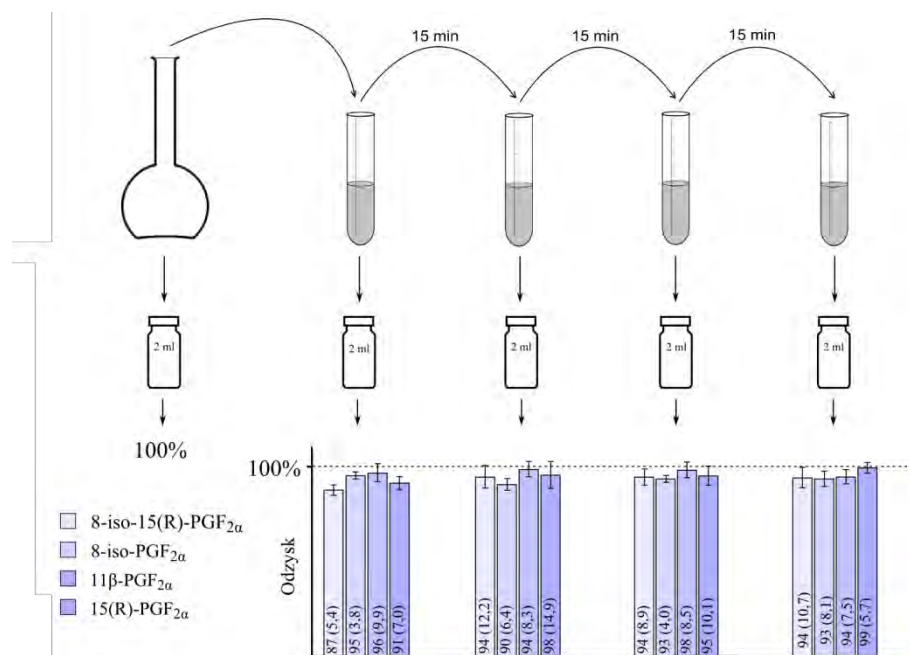 15 min
15 min
15 min
2 ml
2 ml
2 ml
2 ml
2 ml
100%
100%
Odzysk
8-iso-15(R)-PGF2α
8-iso-PGF2α
11β-PGF2α
15(R)-PGF2α
87 (5,4)
95 (3,8)
96 (9,9)
91 (7,0)
94 (12,2)
90 (6,4)
94 (8,3)
98 (14,9)
94 (8,9)
93 (4,0)
98 (8,5)
95 (10,1)
94 (10,7)
93 (8,1)
94 (7,5)
99 (5,7)